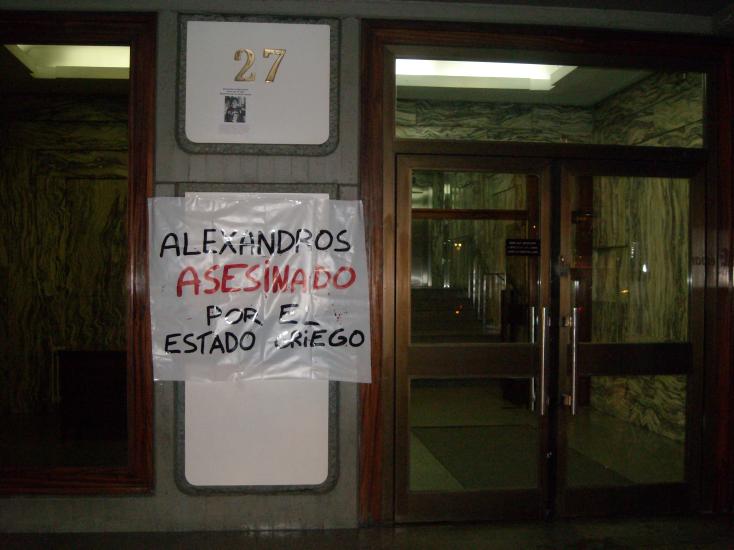 27
ALEXANDROS
ASESINADO
POR EL
ESTADO GRIEGO